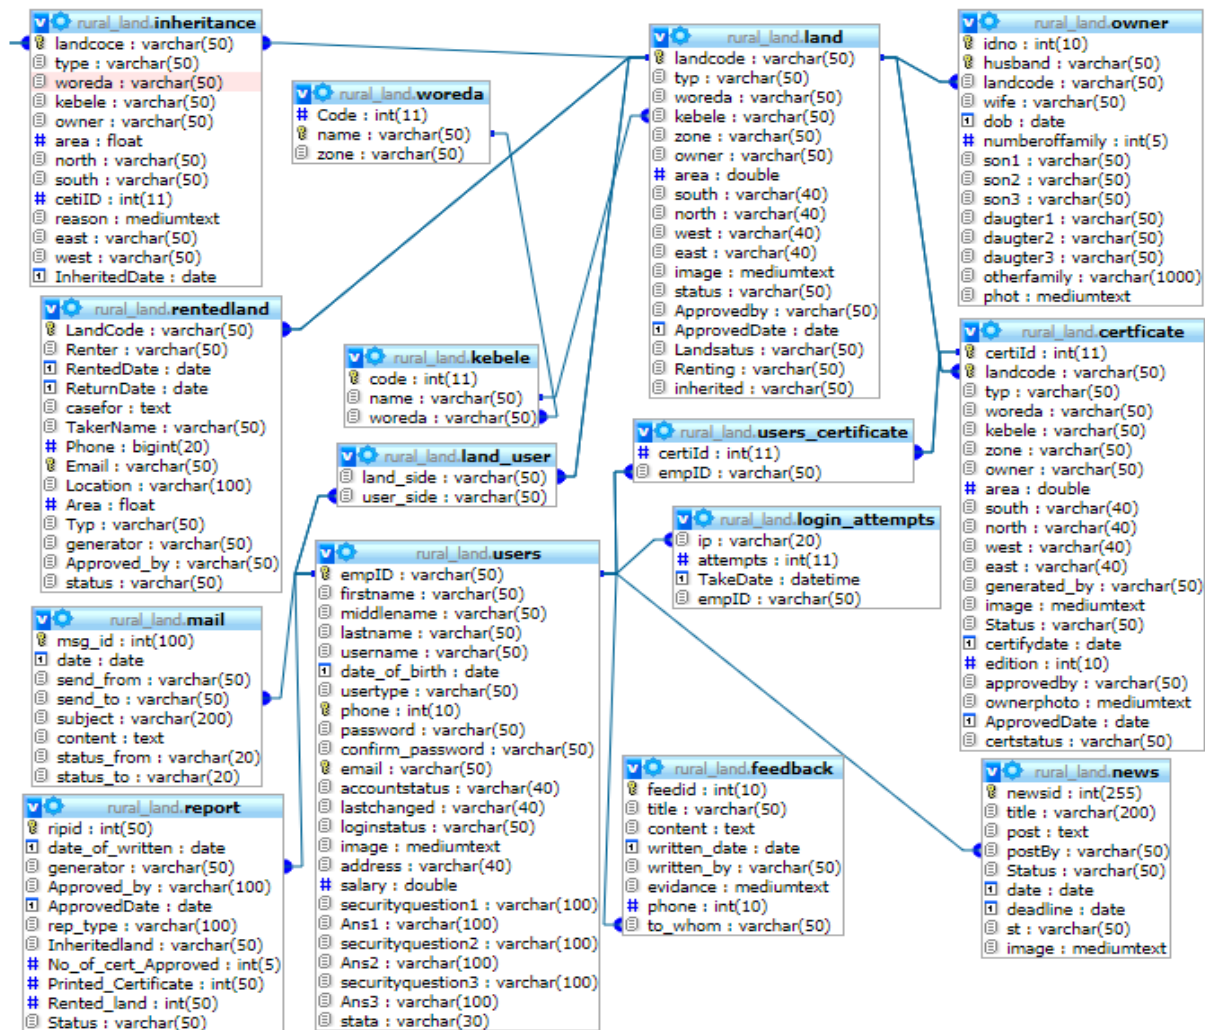 rural_land.inheritance
landcoce : varchar(50)
type : varchar(50)
woreda : varchar(50)
kebele : varchar(50)
owner : varchar(50)
# area : float
north : varchar(50)
south : varchar(50)
# cetiID : int(11)
reason : mediumtext
east : varchar(50)
west : varchar(50)
InheritedDate : date
rural_land.woreda
# Code : int(11)
name : varchar(50)
zone : varchar(50)
rural_land.land
landcode : varchar(50)
typ : varchar(50)
woreda : varchar(50)
kebele : varchar(50)
zone : varchar(50)
owner : varchar(50)
# area : double
south : varchar(40)
north : varchar(40)
west : varchar(40)
east : varchar(40)
image : mediumtext
status : varchar(50)
Approvedby : varchar(50)
ApprovedDate : date
Landsatus : varchar(50)
Renting : varchar(50)
inherited : varchar(50)
rural_land.owner
idno : int(10)
husband : varchar(50)
landcode : varchar(50)
wife : varchar(50)
dob : date
# numberoffamily : int(5)
son1 : varchar(50)
son2 : varchar(50)
son3 : varchar(50)
daugter1 : varchar(50)
daugter2 : varchar(50)
daugter3 : varchar(50)
otherfamily : varchar(1000)
phot : mediumtext
rural_land.rentedland
LandCode : varchar(50)
Renter : varchar(50)
RentedDate : date
ReturnDate : date
casefor : text
TakerName : varchar(50)
# Phone : bigint(20)
Email : varchar(50)
Location : varchar(100)
# Area : float
Typ : varchar(50)
generator : varchar(50)
Approved_by : varchar(50)
status : varchar(50)
rural_land.kebele
code : int(11)
name : varchar(50)
woreda : varchar(50)
rural_land.certficate
certiId : int(11)
landcode : varchar(50)
typ : varchar(50)
woreda : varchar(50)
kebele : varchar(50)
zone : varchar(50)
owner : varchar(50)
# area : double
south : varchar(40)
north : varchar(40)
west : varchar(40)
east : varchar(40)
generated_by : varchar(50)
image : mediumtext
Status : varchar(50)
certifydate : date
# edition : int(10)
approvedby : varchar(50)
ownerphoto : mediumtext
ApprovedDate : date
certstatus : varchar(50)
rural_land.land_user
land_side : varchar(50)
user_side : varchar(50)
rural_land.users_certificate
# certiId : int(11)
empID : varchar(50)
rural_land.login_attempts
ip : varchar(20)
# attempts : int(11)
TakeDate : datetime
empID : varchar(50)
rural_land.users
empID : varchar(50)
firstname : varchar(50)
middlename : varchar(50)
lastname : varchar(50)
username : varchar(50)
date_of_birth : date
usertype : varchar(50)
phone : int(10)
password : varchar(50)
confirm_password : varchar(50)
email : varchar(50)
accountstatus : varchar(40)
lastchanged : varchar(40)
loginstatus : varchar(50)
image : mediumtext
address : varchar(40)
# salary : double
securityquestion1 : varchar(100)
Ans1 : varchar(100)
securityquestion2 : varchar(100)
Ans2 : varchar(100)
securityquestion3 : varchar(100)
Ans3 : varchar(100)
stata : varchar(30)
rural_land.mail
msg_id : int(100)
date : date
send_from : varchar(50)
send_to : varchar(50)
subject : varchar(200)
content : text
status_from : varchar(20)
status_to : varchar(20)
rural_land.report
ripid : int(50)
date_of_written : date
generator : varchar(50)
Approved_by : varchar(100)
ApprovedDate : date
rep_type : varchar(100)
Inheritedland : varchar(50)
# No_of_cert_Approved : int(5)
# Printed_Certificate : int(50)
# Rented_land : int(50)
Status : varchar(50)
rural_land.feedback
feedid : int(10)
title : varchar(50)
content : text
written_date : date
written_by : varchar(50)
evidance : mediumtext
# phone : int(10)
to_whom : varchar(50)
rural_land.news
newsid : int(255)
title : varchar(200)
post : text
postBy : varchar(50)
Status : varchar(50)
date : date
deadline : date
st : varchar(50)
image : mediumtext